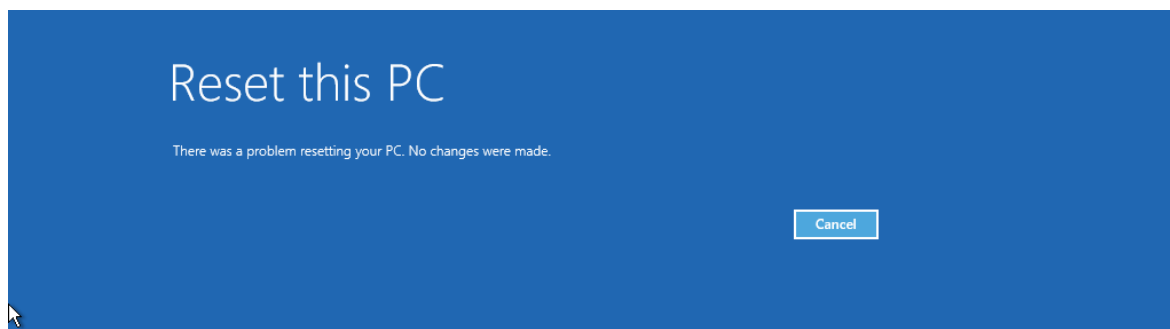 Reset this PC
There was a problem resetting your PC. No changes were made.
Cancel